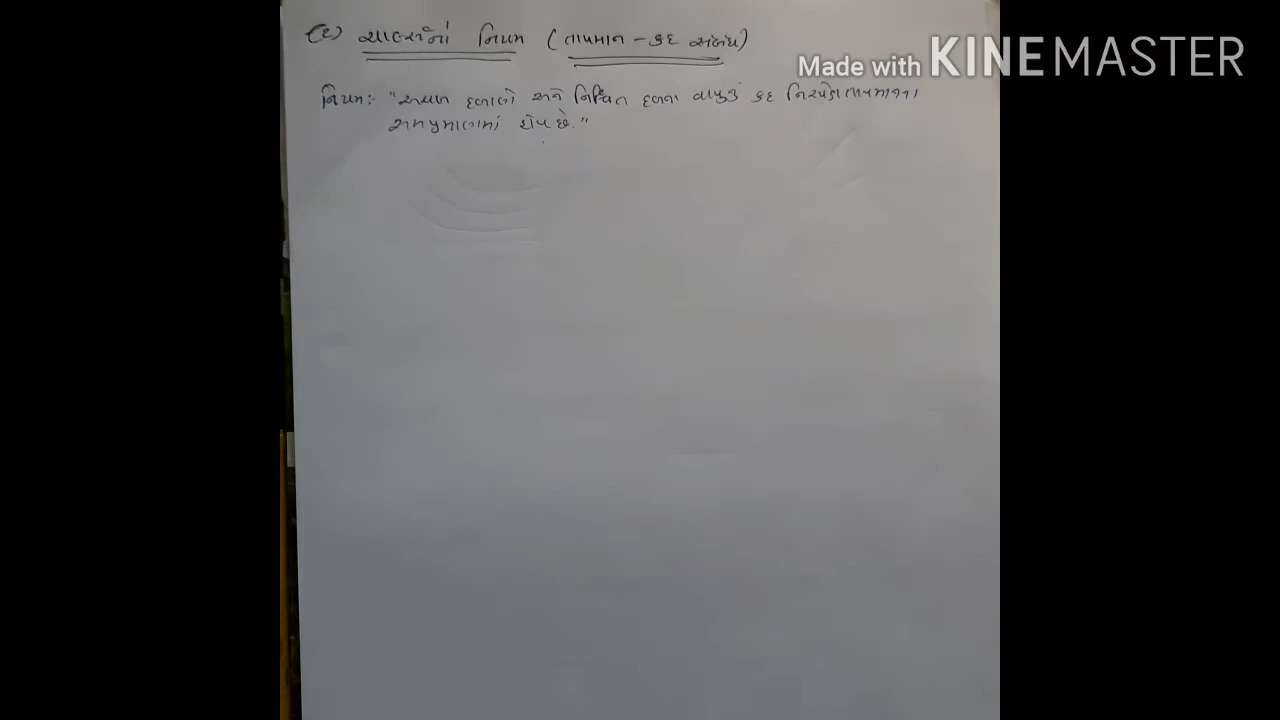 (૨) ચાર્લ્સનો નિયમ (તાપમાન - કદ સંબંધ)
Made with KINEMASTER
નિયમ:- "અચળ દબાણે અને નિશ્ચિત દળના વાયુનું કદ નિરપેક્ષ તાપમાનના
સમપ્રમાણમાં હોય છે."